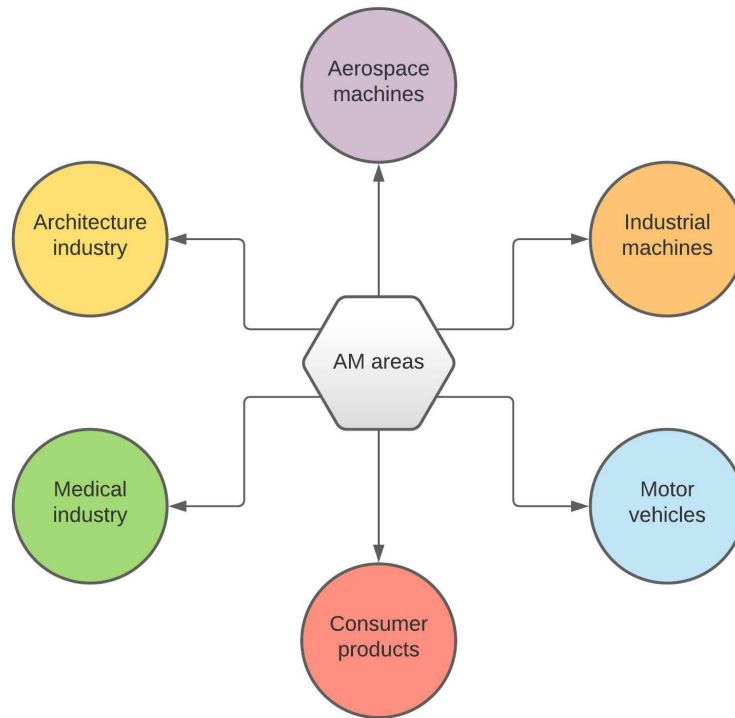 Aerospace
machines
Architecture
industry
Industrial
machines
AM areas
Medical
industry
Motor
vehicles
Consumer
products